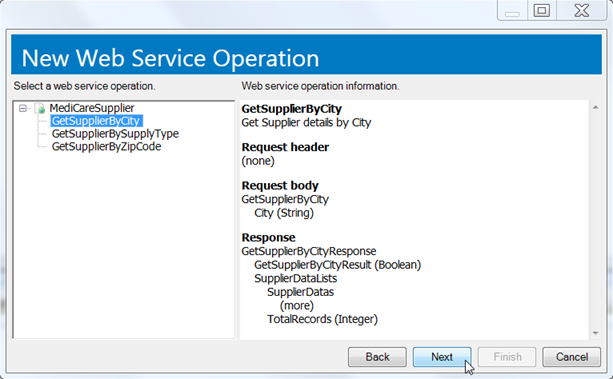 New Web Service Operation
Select a web service operation.
MediCareSupplier
GetSupplierByCity
GetSupplierBySupplyType
GetSupplierByZipCode
Web service operation information.
GetSupplierByCity
Get Supplier details by City
Request header
(none)
Request body
GetSupplierByCity
City (String)
Response
GetSupplierByCityResponse
GetSupplierByCityResult (Boolean)
SupplierDataLists
SupplierDatas
(more)
TotalRecords (Integer)
Back
Next
Finish
Cancel